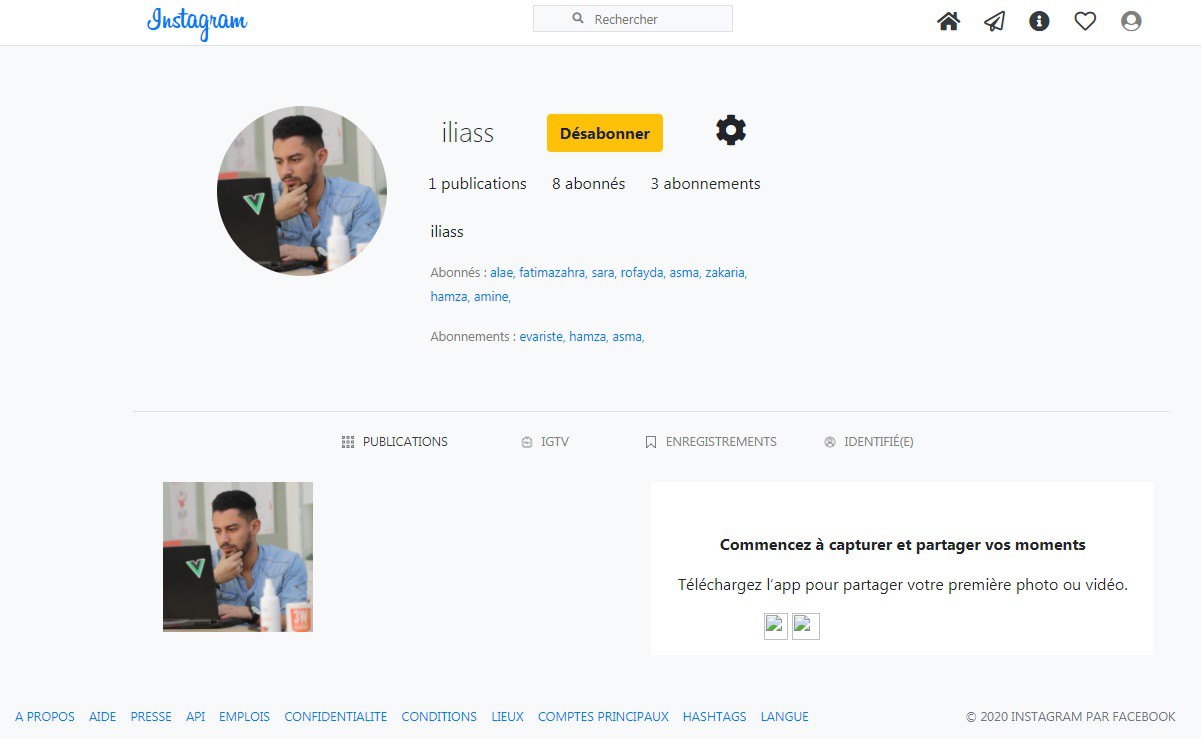 Instagram
Rechercher
iliass
Désabonner
1 publications 8 abonnés 3 abonnements
iliass
Abonnés : alae, fatimazahra, sara, rofayda, asma, zakaria,
hamza, amine,
Abonnements : evariste, hamza, asma,
PUBLICATIONS IGTV ENREGISTREMENTS IDENTIFIÉ(E)
3W
Commencez à capturer et partager vos moments
Téléchargez l'app pour partager votre première photo ou vidéo.
A PROPOS AIDE PRESSE API EMPLOIS CONFIDENTIALITE CONDITIONS LIEUX COMPTES PRINCIPAUX HASHTAGS LANGUE © 2020 INSTAGRAM PAR FACEBOOK